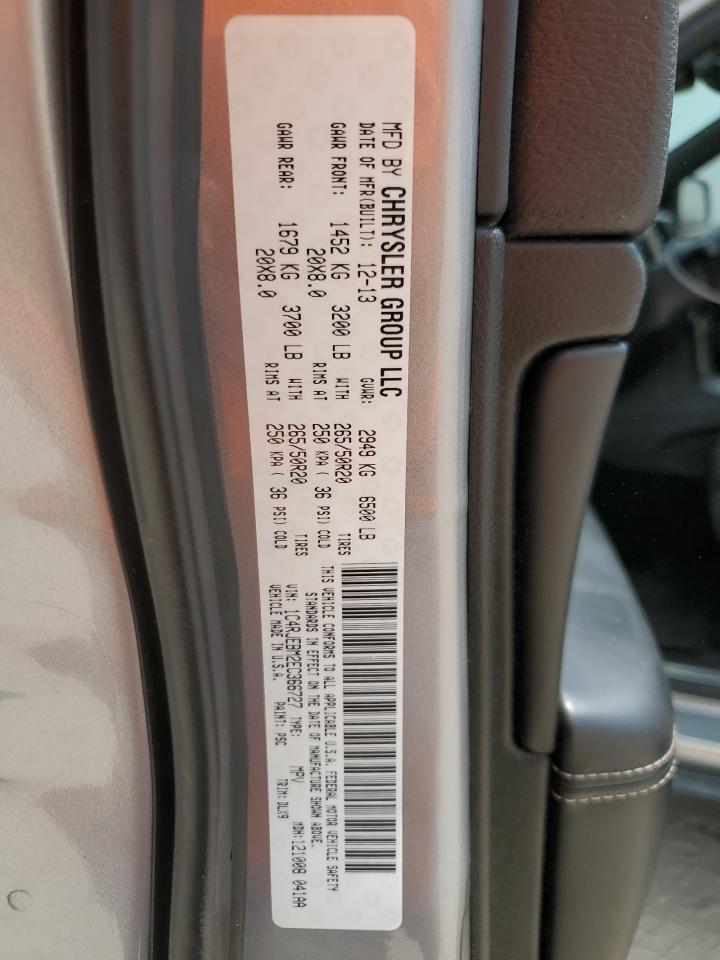 MFD BY CHRYSLER GROUP LLC
DATE OF MFR(BUILT): 12-13 GVWR: 2949 KG 6500 LB
GAWR FRONT: 1452 KG 3200 LB WITH 265/50R20 TIRES
20X8.0 RIMS AT 250 KPA ( 36 PSI) COLD
GAWR REAR: 1679 KG 3700 LB WITH 265/50R20 TIRES
20X8.0 RIMS AT 250 KPA ( 36 PSI) COLD
THIS VEHICLE CONFORMS TO ALL APPLICABLE U.S.A. FEDERAL MOTOR VEHICLE SAFETY
STANDARDS IN EFFECT ON THE DATE OF MANUFACTURE SHOWN ABOVE.
VIN: 1C4RJEBM2EC366727 TYPE: MPV MDH:121008 041AA
VEHICLE MADE IN U.S.A. PAINT: PSC TRIM: DLX9